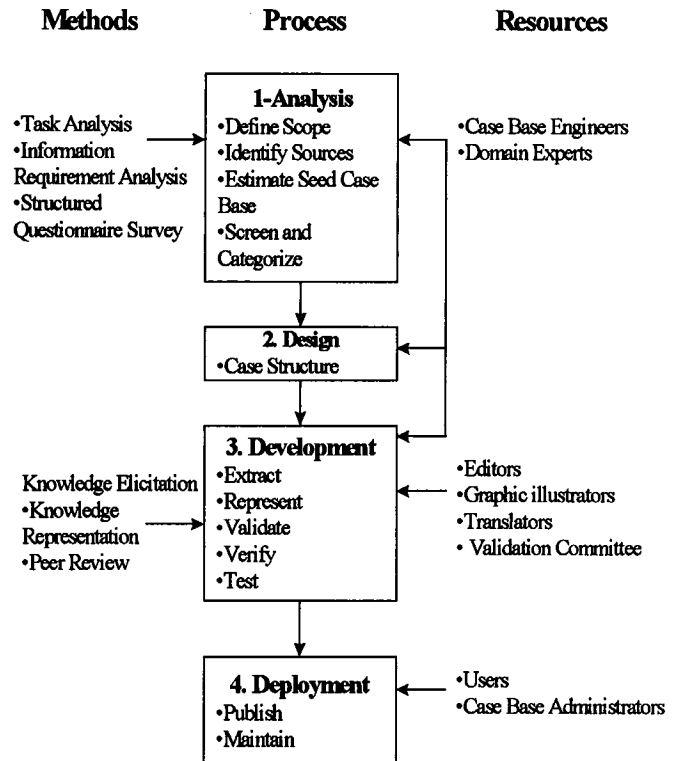 Methods
Process
Resources
•Task Analysis
•Information
Requirement Analysis
•Structured
Questionnaire Survey
1-Analysis
•Define Scope
•Identify Sources
•Estimate Seed Case
Base
•Screen and
Categorize
•Case Base Engineers
•Domain Experts
2. Design
•Case Structure
Knowledge Elicitation
•Knowledge
Representation
•Peer Review
3. Development
•Extract
•Represent
•Validate
•Verify
•Test
•Editors
•Graphic illustrators
•Translators
• Validation Committee
4. Deployment
•Publish
•Maintain
•Users
•Case Base Administrators